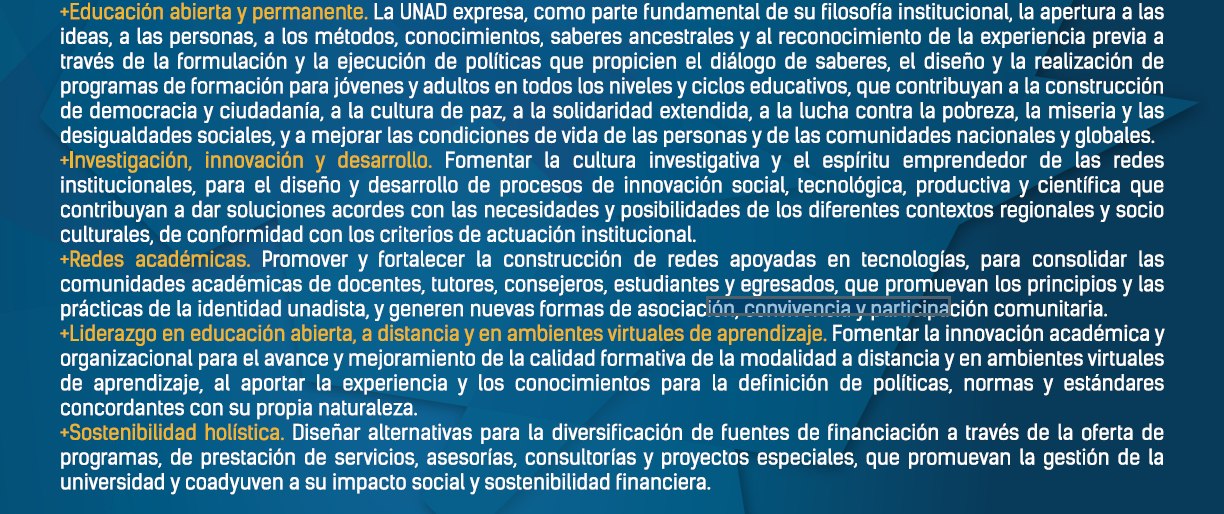 +Educación abierta y permanente. La UNAD expresa, como parte fundamental de su filosofía institucional, la apertura a las
ideas, a las personas, a los métodos, conocimientos, saberes ancestrales y al reconocimiento de la experiencia previa a
través de la formulación y la ejecución de políticas que propicien el diálogo de saberes, el diseño y la realización de
programas de formación para jóvenes y adultos en todos los niveles y ciclos educativos, que contribuyan a la construcción
de democracia y ciudadanía, a la cultura de paz, a la solidaridad extendida, a la lucha contra la pobreza, la miseria y las
desigualdades sociales, y a mejorar las condiciones de vida de las personas y de las comunidades nacionales y globales.
+Investigación, innovación y desarrollo. Fomentar la cultura investigativa y el espíritu emprendedor de las redes
institucionales, para el diseño y desarrollo de procesos de innovación social, tecnológica, productiva y científica que
contribuyan a dar soluciones acordes con las necesidades y posibilidades de los diferentes contextos regionales y socio
culturales, de conformidad con los criterios de actuación institucional.
+Redes académicas. Promover y fortalecer la construcción de redes apoyadas en tecnologías, para consolidar las
comunidades académicas de docentes, tutores, consejeros, estudiantes y egresados, que promuevan los principios y las
prácticas de la identidad unadista, y generen nuevas formas de asociación, convivencia y participación comunitaria.
+Liderazgo en educación abierta, a distancia y en ambientes virtuales de aprendizaje. Fomentar la innovación académica y
organizacional para el avance y mejoramiento de la calidad formativa de la modalidad a distancia y en ambientes virtuales
de aprendizaje, al aportar la experiencia y los conocimientos para la definición de políticas, normas y estándares
concordantes con su propia naturaleza.
+Sostenibilidad holística. Diseñar alternativas para la diversificación de fuentes de financiación a través de la oferta de
programas, de prestación de servicios, asesorías, consultorías y proyectos especiales, que promuevan la gestión de la
universidad y coadyuven a su impacto social y sostenibilidad financiera.